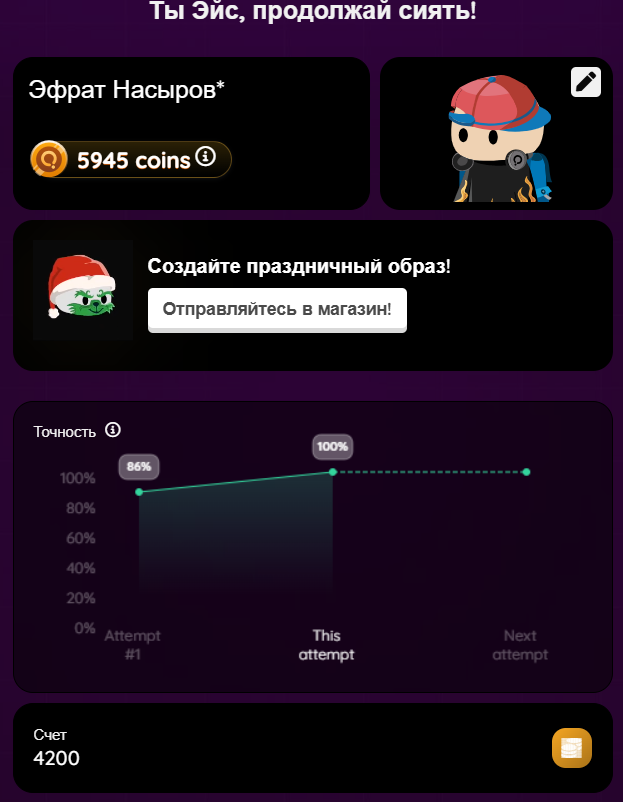 Ты Эйс, продолжай сиять!
Эфрат Насыров*
5945 coins
Создайте праздничный образ!
Отправляйтесь в магазин!
Точность
86%
100%
100%
80%
60%
40%
20%
0%
Attempt
#1
This
attempt
Next
attempt
Счет
4200